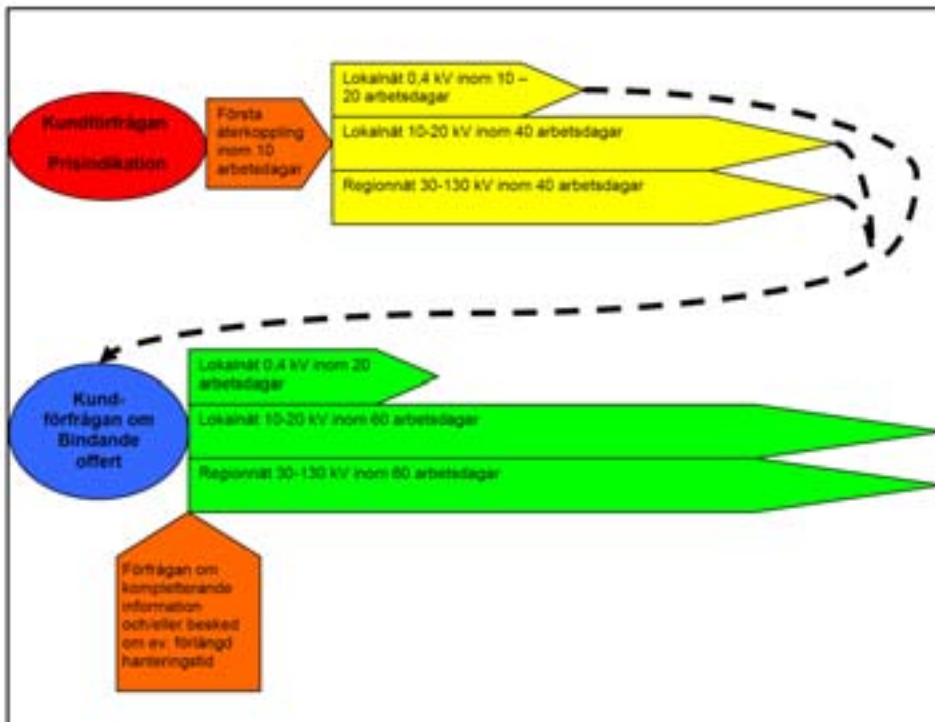 Kundförfrågan
Prisindikation
Första
återkoppling
inom 10
arbetsdagar
Lokalnät 0,4 kV inom 10 –
20 arbetsdagar
Lokalnät 10-20 kV inom 40 arbetsdagar
Regionnät 30-130 kV inom 40 arbetsdagar
Kund-
förfrågan om
Bindande
offert
Lokalnät 0,4 kV inom 20
arbetsdagar
Lokalnät 10-20 kV inom 60 arbetsdagar
Regionnät 30-130 kV inom 60 arbetsdagar
Förfrågan om
kompletterande
information
och/eller besked
om ev. förlängd
hanteringstid